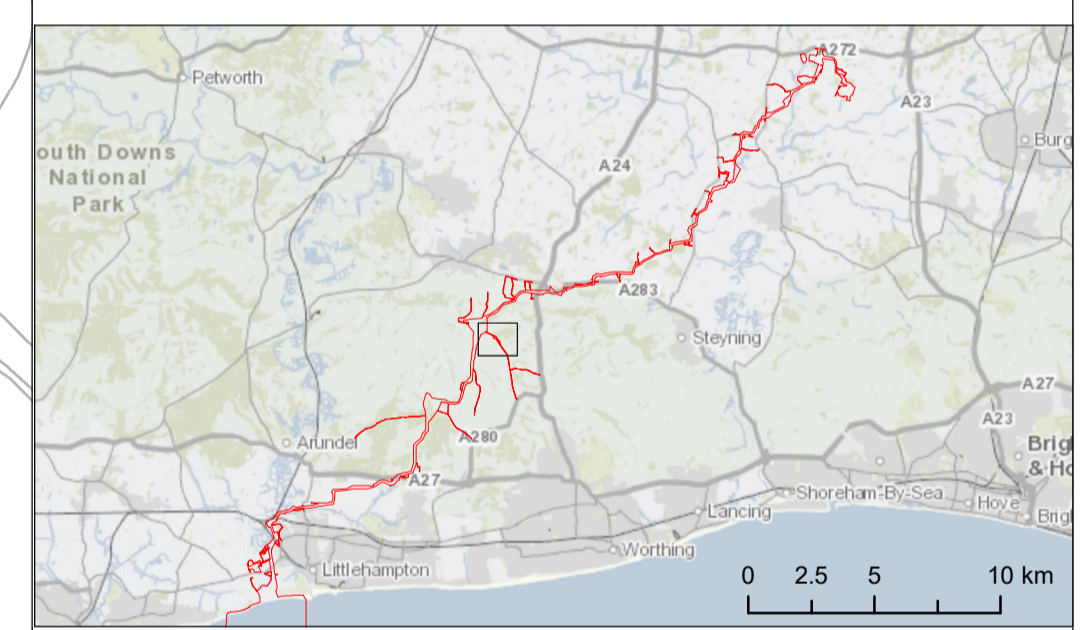 A272
Petworth
A23
Burg
outh Downs
National
Park
A24
A283
Steyning
A27
A23
Arundel
A280
Brig
& Ho
A27
Shoreham-By-Sea
Hove
Lancing
Brigl
Worthing
Littlehampton
0 2.5 5 10 km